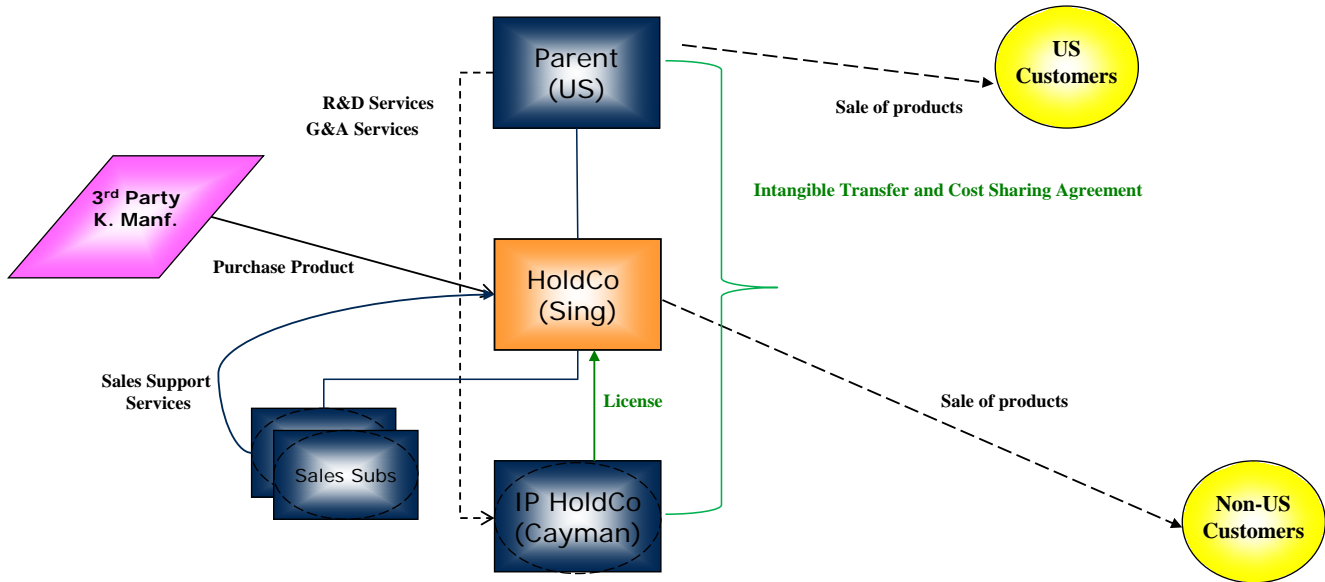 Parent
(US)
US
Customers
R&D Services
G&A Services
Sale of products
3rd Party
K. Manf.
Intangible Transfer and Cost Sharing Agreement
Purchase Product
HoldCo
(Sing)
Sales Support
Services
License
Sale of products
Sales Subs
IP HoldCo
(Cayman)
Non-US
Customers